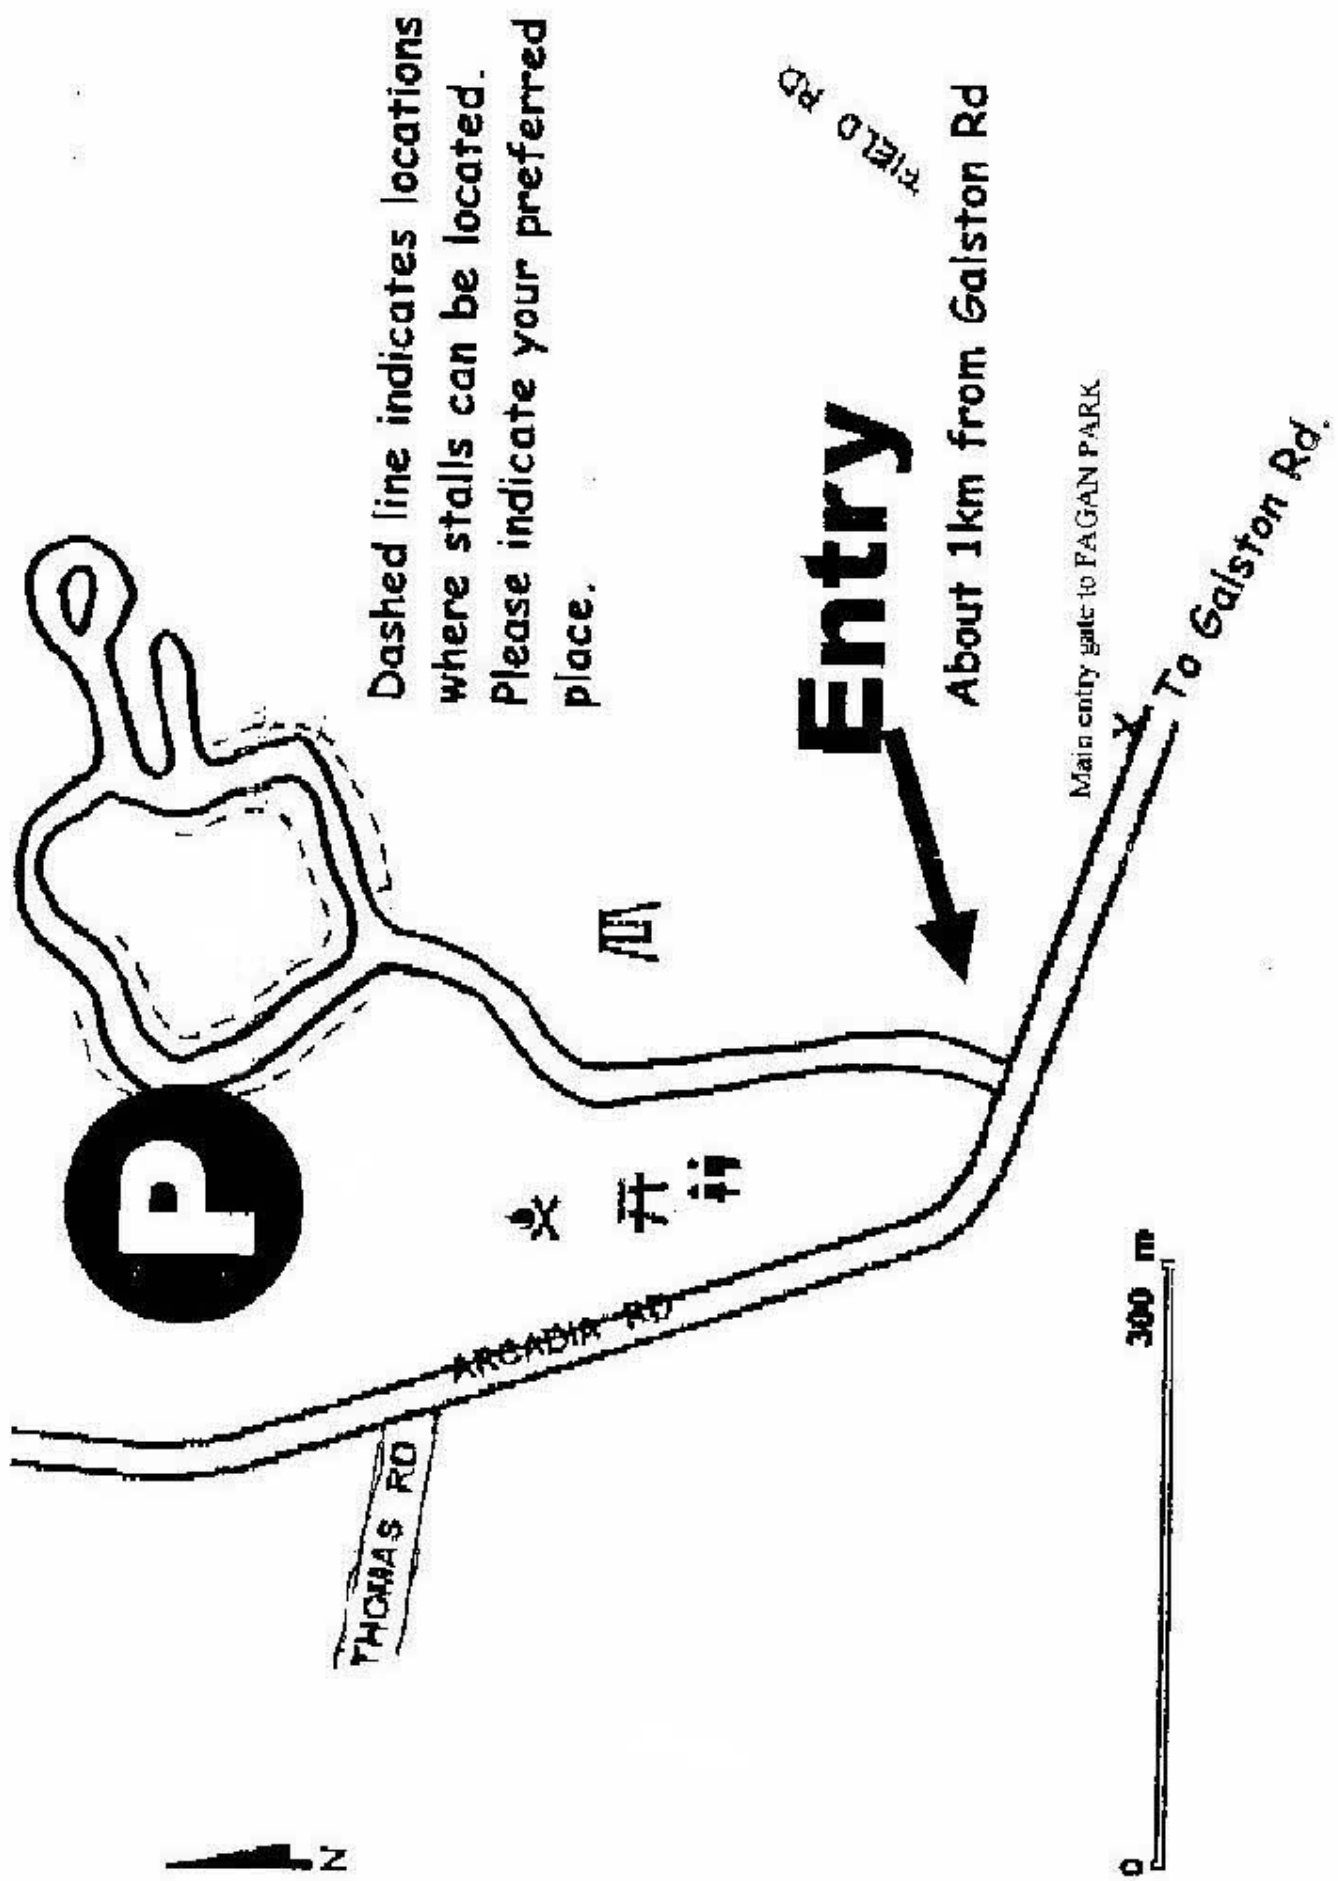 Dashed line indicates locations
where stalls can be located.
Please indicate your preferred
place.
P
THOMAS RD
ARCADIA RD
FIELD RD
Entry
About 1km from Galston Rd
Main entry gate to FAGAN PARK
X
To Galston Rd.
N
0
300 m